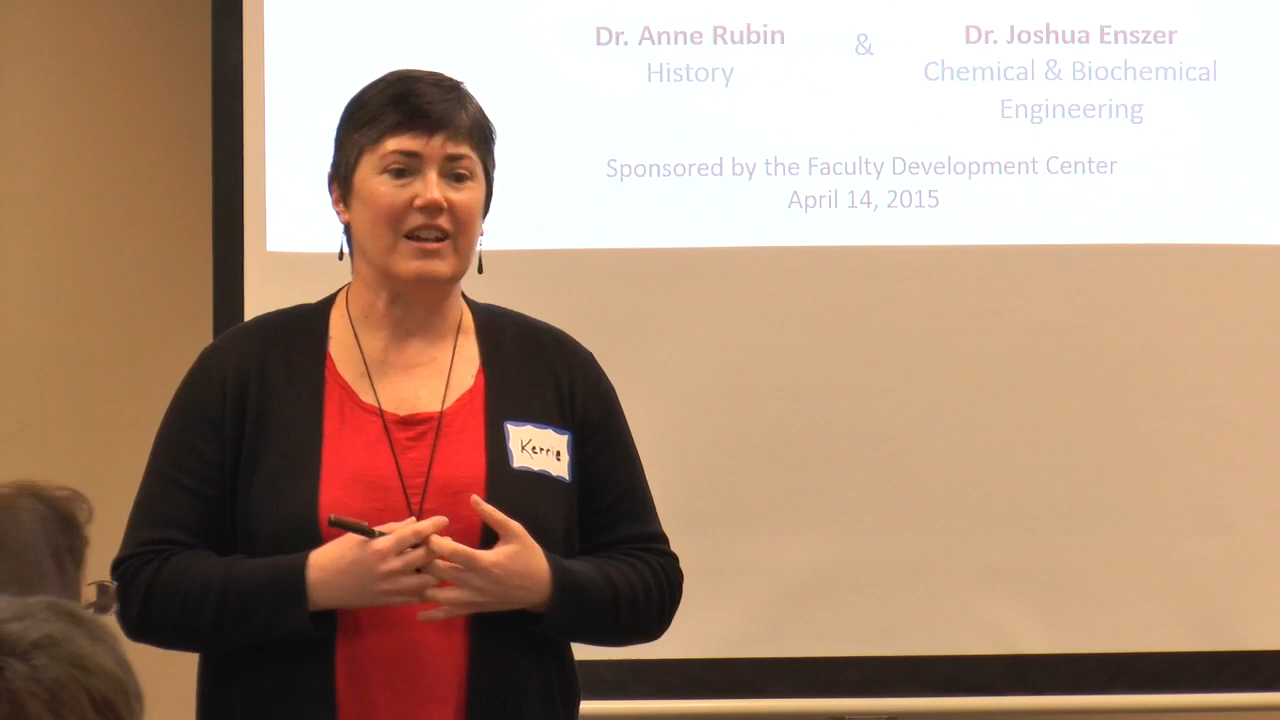 Dr. Anne Rubin & Dr. Joshua Enszer
History Chemical & Biochemical
Engineering
Sponsored by the Faculty Development Center
April 14, 2015
Kerrie